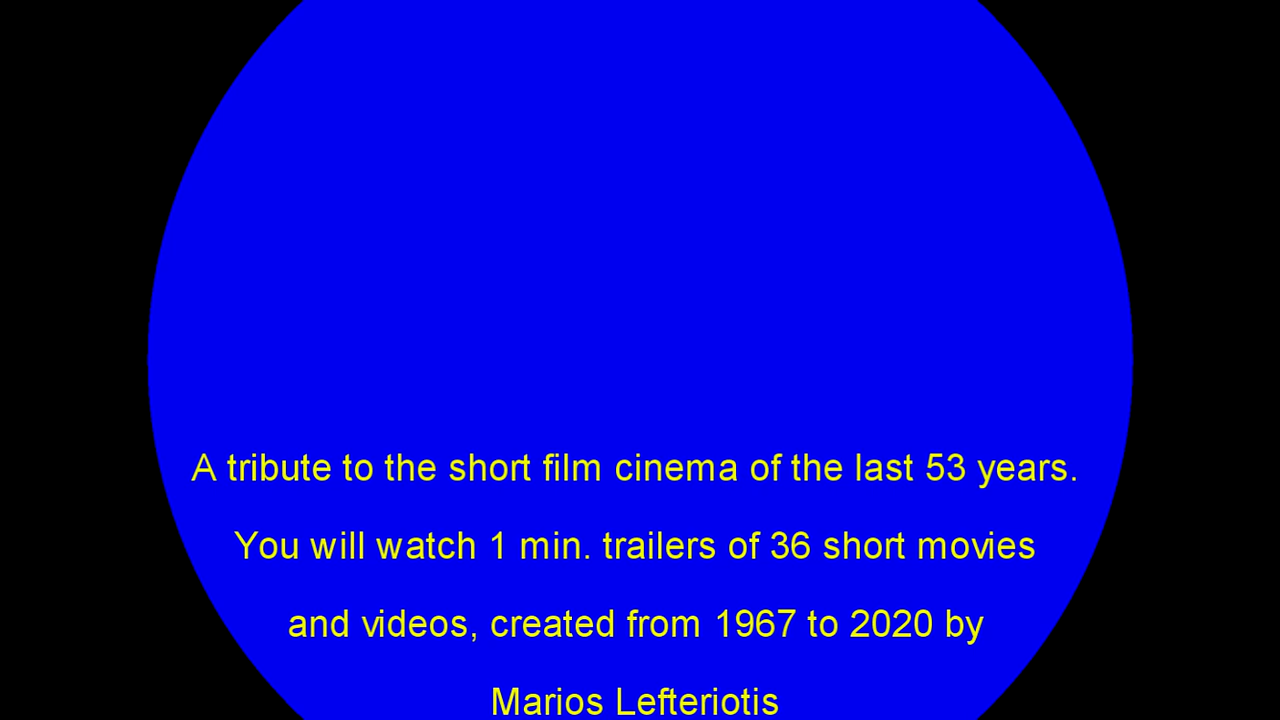 A tribute to the short film cinema of the last 53 years.
You will watch 1 min. trailers of 36 short movies
and videos, created from 1967 to 2020 by
Marios Lefteriotis